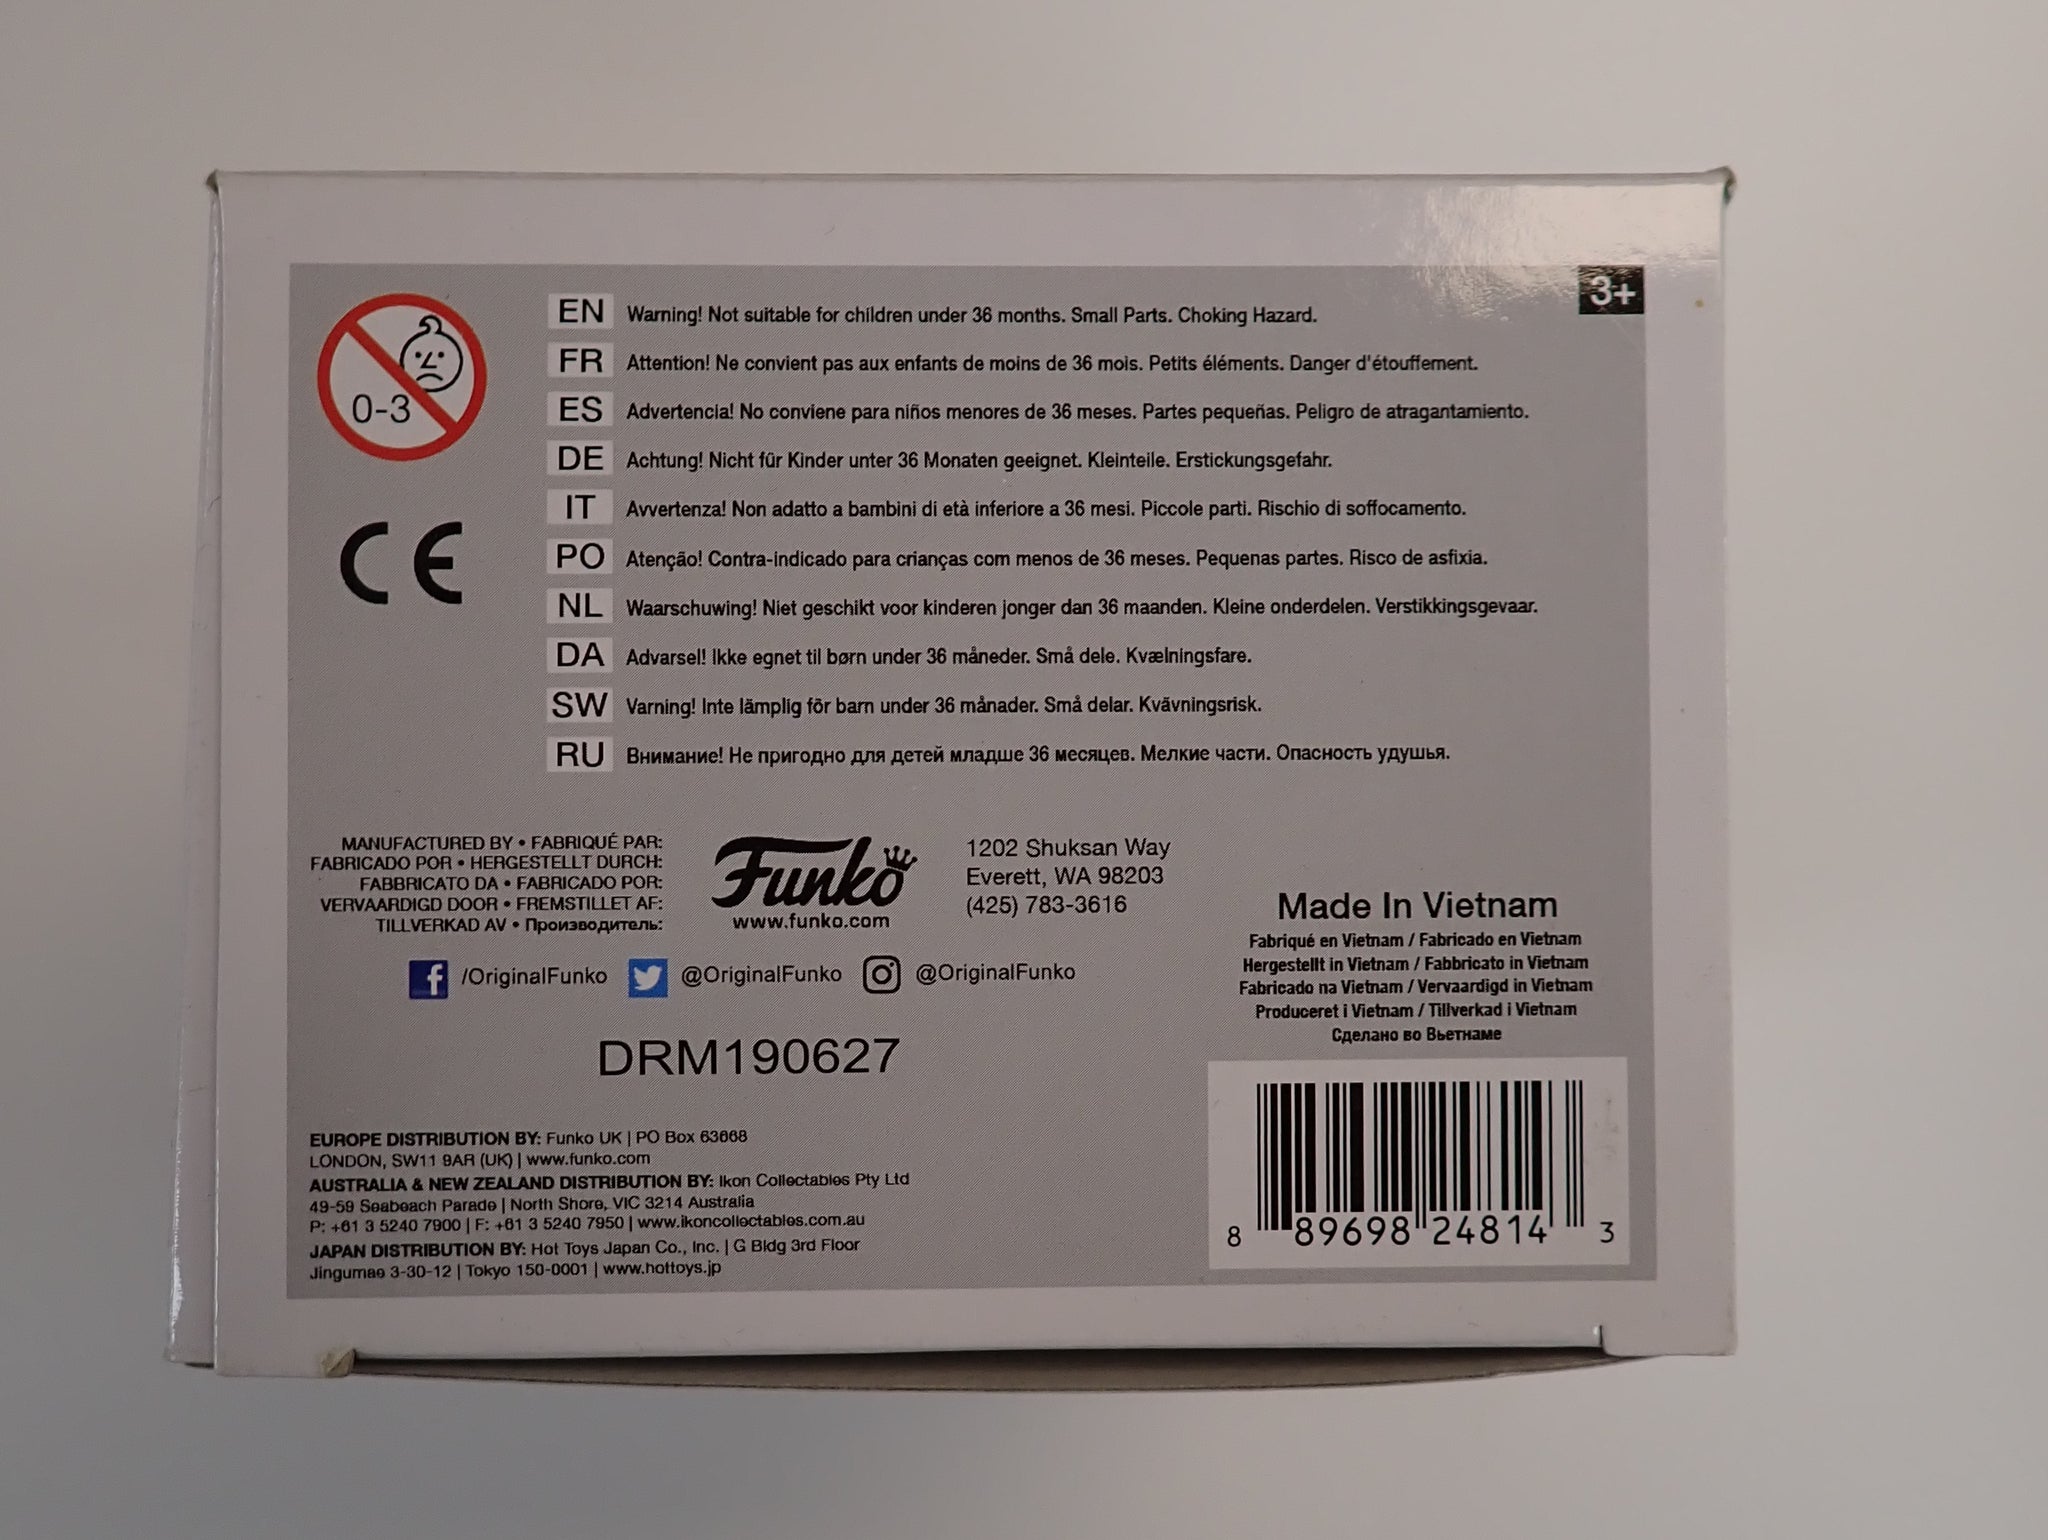 0-3
3+
EN Warning! Not suitable for children under 36 months. Small Parts. Choking Hazard.
FR Attention! Ne convient pas aux enfants de moins de 36 mois. Petits éléments. Danger d'étouffement.
ES Advertencia! No conviene para niños menores de 36 meses. Partes pequeñas. Peligro de atragantamiento.
DE Achtung! Nicht für Kinder unter 36 Monaten geeignet. Kleinteile. Erstickungsgefahr.
IT Avvertenza! Non adatto a bambini di età inferiore a 36 mesi. Piccole parti. Rischio di soffocamento.
CE
PO Atenção! Contra-indicado para crianças com menos de 36 meses. Pequenas partes. Risco de asfixia.
NL Waarschuwing! Niet geschikt voor kinderen jonger dan 36 maanden. Kleine onderdelen. Verstikkingsgevaar.
DA Advarsel! Ikke egnet til børn under 36 måneder. Små dele. Kvælningsfare.
SW Varning! Inte lämplig för barn under 36 månader. Små delar. Kvävningsrisk.
RU Внимание! Не пригодно для детей младше 36 месяцев. Мелкие части. Опасность удушья.
MANUFACTURED BY • FABRIQUÉ PAR:
FABRICADO POR • HERGESTELLT DURCH:
FABBRICATO DA • FABRICADO POR:
VERVAARDIGD DOOR • FREMSTILLET AF:
TILLVERKAD AV • Производитель:
Funko
www.funko.com
1202 Shuksan Way
Everett, WA 98203
(425) 783-3616
/OriginalFunko @OriginalFunko @OriginalFunko
Made In Vietnam
Fabriqué en Vietnam / Fabricado en Vietnam
Hergestellt in Vietnam / Fabbricato in Vietnam
Fabricado na Vietnam / Vervaardigd in Vietnam
Produceret i Vietnam / Tillverkad i Vietnam
Сделано во Вьетнаме
DRM190627
EUROPE DISTRIBUTION BY: Funko UK | PO Box 63668
LONDON, SW11 9AR (UK) | www.funko.com
AUSTRALIA & NEW ZEALAND DISTRIBUTION BY: Ikon Collectables Pty Ltd
49-59 Seabeach Parade | North Shore, VIC 3214 Australia
P: +61 3 5240 7900 | F: +61 3 5240 7950 | www.ikoncollectables.com.au
JAPAN DISTRIBUTION BY: Hot Toys Japan Co., Inc. | G Bldg 3rd Floor
Jingumae 3-30-12 | Tokyo 150-0001 | www.hottoys.jp
8 89698 24814 3